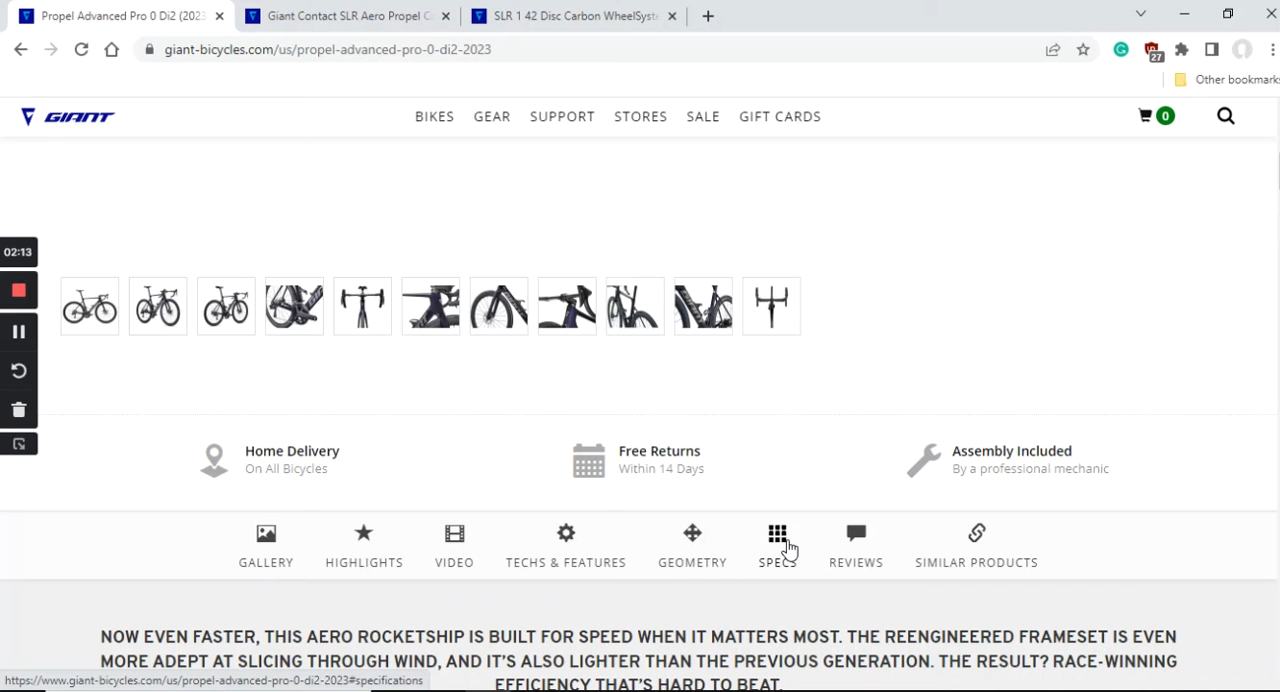 Propel Advanced Pro 0 Di2 (2023
Giant Contact SLR Aero Propel C
SLR 1 42 Disc Carbon WheelSyste
giant-bicycles.com/us/propel-advanced-pro-0-di2-2023
27
Other bookmarks
GIANT
BIKES GEAR SUPPORT STORES SALE GIFT CARDS
0
02:13
Home Delivery
On All Bicycles
Free Returns
Within 14 Days
Assembly Included
By a professional mechanic
GALLERY HIGHLIGHTS VIDEO TECHS & FEATURES GEOMETRY SPECS REVIEWS SIMILAR PRODUCTS
NOW EVEN FASTER, THIS AERO ROCKETSHIP IS BUILT FOR SPEED WHEN IT MATTERS MOST. THE REENGINEERED FRAMESET IS EVEN
MORE ADEPT AT SLICING THROUGH WIND, AND IT'S ALSO LIGHTER THAN THE PREVIOUS GENERATION. THE RESULT? RACE-WINNING
EFFICIENCY THAT'S HARD TO BEAT.
https://www.giant-bicycles.com/us/propel-advanced-pro-0-di2-2023#specifications